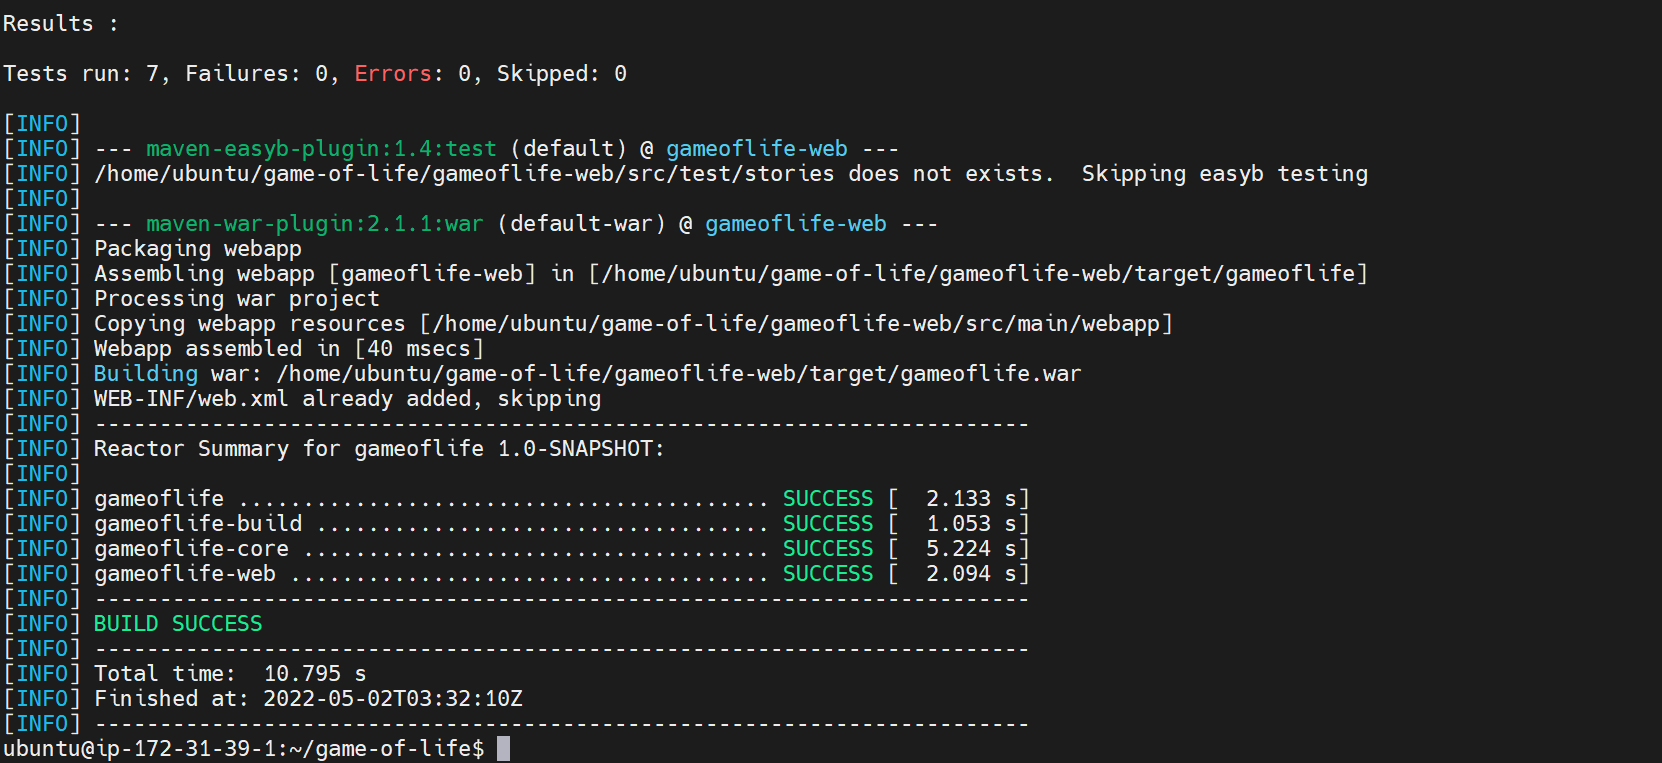 Results :
Tests run: 7, Failures: 0, Errors: 0, Skipped: 0
[INFO]
[INFO] --- maven-easyb-plugin:1.4:test (default) @ gameoflife-web ---
[INFO] /home/ubuntu/game-of-life/gameoflife-web/src/test/stories does not exists.  Skipping easyb testing
[INFO]
[INFO] --- maven-war-plugin:2.1.1:war (default-war) @ gameoflife-web ---
[INFO] Packaging webapp
[INFO] Assembling webapp [gameoflife-web] in [/home/ubuntu/game-of-life/gameoflife-web/target/gameoflife]
[INFO] Processing war project
[INFO] Copying webapp resources [/home/ubuntu/game-of-life/gameoflife-web/src/main/webapp]
[INFO] Webapp assembled in [40 msecs]
[INFO] Building war: /home/ubuntu/game-of-life/gameoflife-web/target/gameoflife.war
[INFO] WEB-INF/web.xml already added, skipping
[INFO] ------------------------------------------------------------------------
[INFO] Reactor Summary for gameoflife 1.0-SNAPSHOT:
[INFO]
[INFO] gameoflife ......................................... SUCCESS [  2.133 s]
[INFO] gameoflife-build ................................... SUCCESS [  1.053 s]
[INFO] gameoflife-core .................................... SUCCESS [  5.224 s]
[INFO] gameoflife-web ..................................... SUCCESS [  2.094 s]
[INFO] ------------------------------------------------------------------------
[INFO] BUILD SUCCESS
[INFO] ------------------------------------------------------------------------
[INFO] Total time:  10.795 s
[INFO] Finished at: 2022-05-02T03:32:10Z
[INFO] ------------------------------------------------------------------------
ubuntu@ip-172-31-39-1:~/game-of-life$